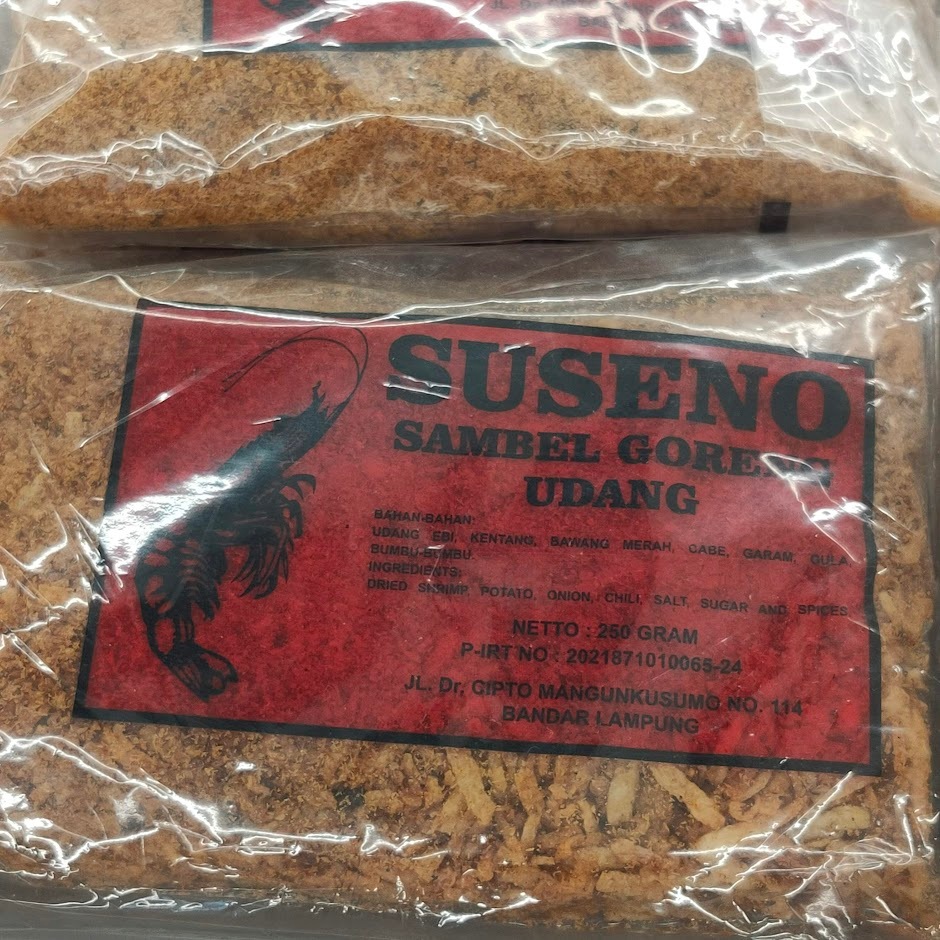 SUSENO
SAMBEL GORENG
UDANG
BAHAN-BAHAN:
UDANG EBI, KENTANG, BAWANG MERAH, CABE, GARAM, GULA
BUMBU-BUMBU.
INGREDIENTS:
DRIED SHRIMP, POTATO, ONION, CHILI, SALT, SUGAR AND SPICES
NETTO : 250 GRAM
P-IRT NO : 2021871010065-24
JL. Dr. CIPTO MANGUNKUSUMO NO. 114
BANDAR LAMPUNG